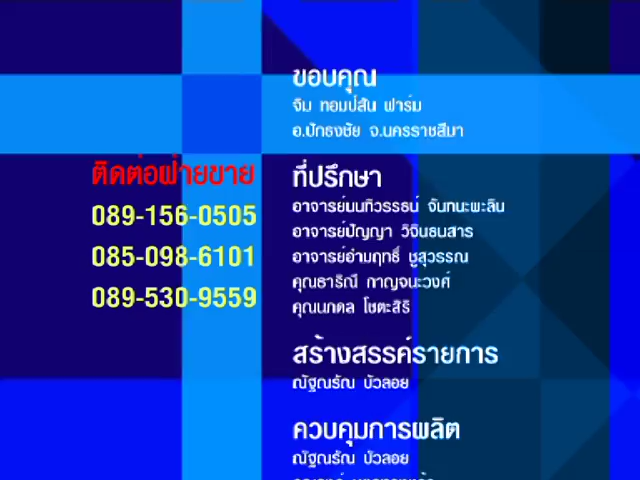 ขอบคุณ
จิม ทอมป์สัน ฟาร์ม
อ.ปักธงชัย จ.นครราชสีมา
ติดต่อฝ่ายขาย
089-156-0505
085-098-6101
089-530-9559
ที่ปรึกษา
อาจารย์นนทิวรรธน์ จันทนะผะลิน
อาจารย์ปัญญา วิจินธนสาร
อาจารย์อำมฤทธิ์ ชูสุวรรณ
คุณธาริณี กาญจนะวงศ์
คุณนภดล โชตะสิริ
สร้างสรรค์รายการ
ณัฐณรัณ บัวลอย
ควบคุมการผลิต
ณัฐณรัณ บัวลอย